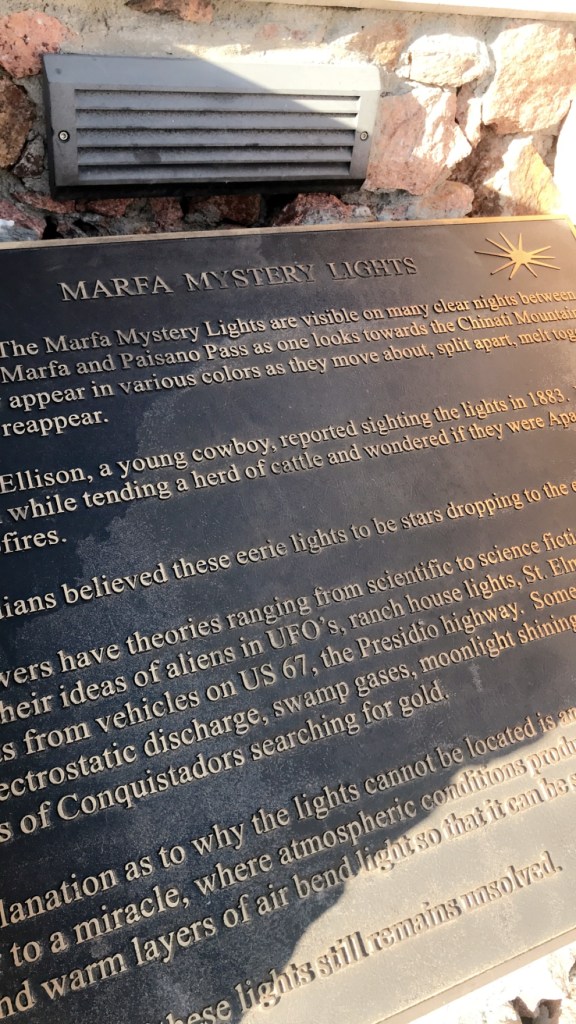 MARFA MYSTERY LIGHTS
The Marfa Mystery Lights are visible on many clear nights between
Marfa and Paisano Pass as one looks towards the Chinati Mountain
appear in various colors as they move about, split apart, melt tog
reappear.
Ellison, a young cowboy, reported sighting the lights in 1883.
while tending a herd of cattle and wondered if they were Apa
fires.
dians believed these eerie lights to be stars dropping to the e
wers have theories ranging from scientific to science ficti
heir ideas of aliens in UFO's, ranch house lights, St. Elm
s from vehicles on US 67, the Presidio highway. Some
ectrostatic discharge, swamp gases, moonlight shining
s of Conquistadors searching for gold.
lanation as to why the lights cannot be located is an
to a miracle, where atmospheric conditions produ
nd warm layers of air bend light so that it can be s
these lights still remains unsolved.